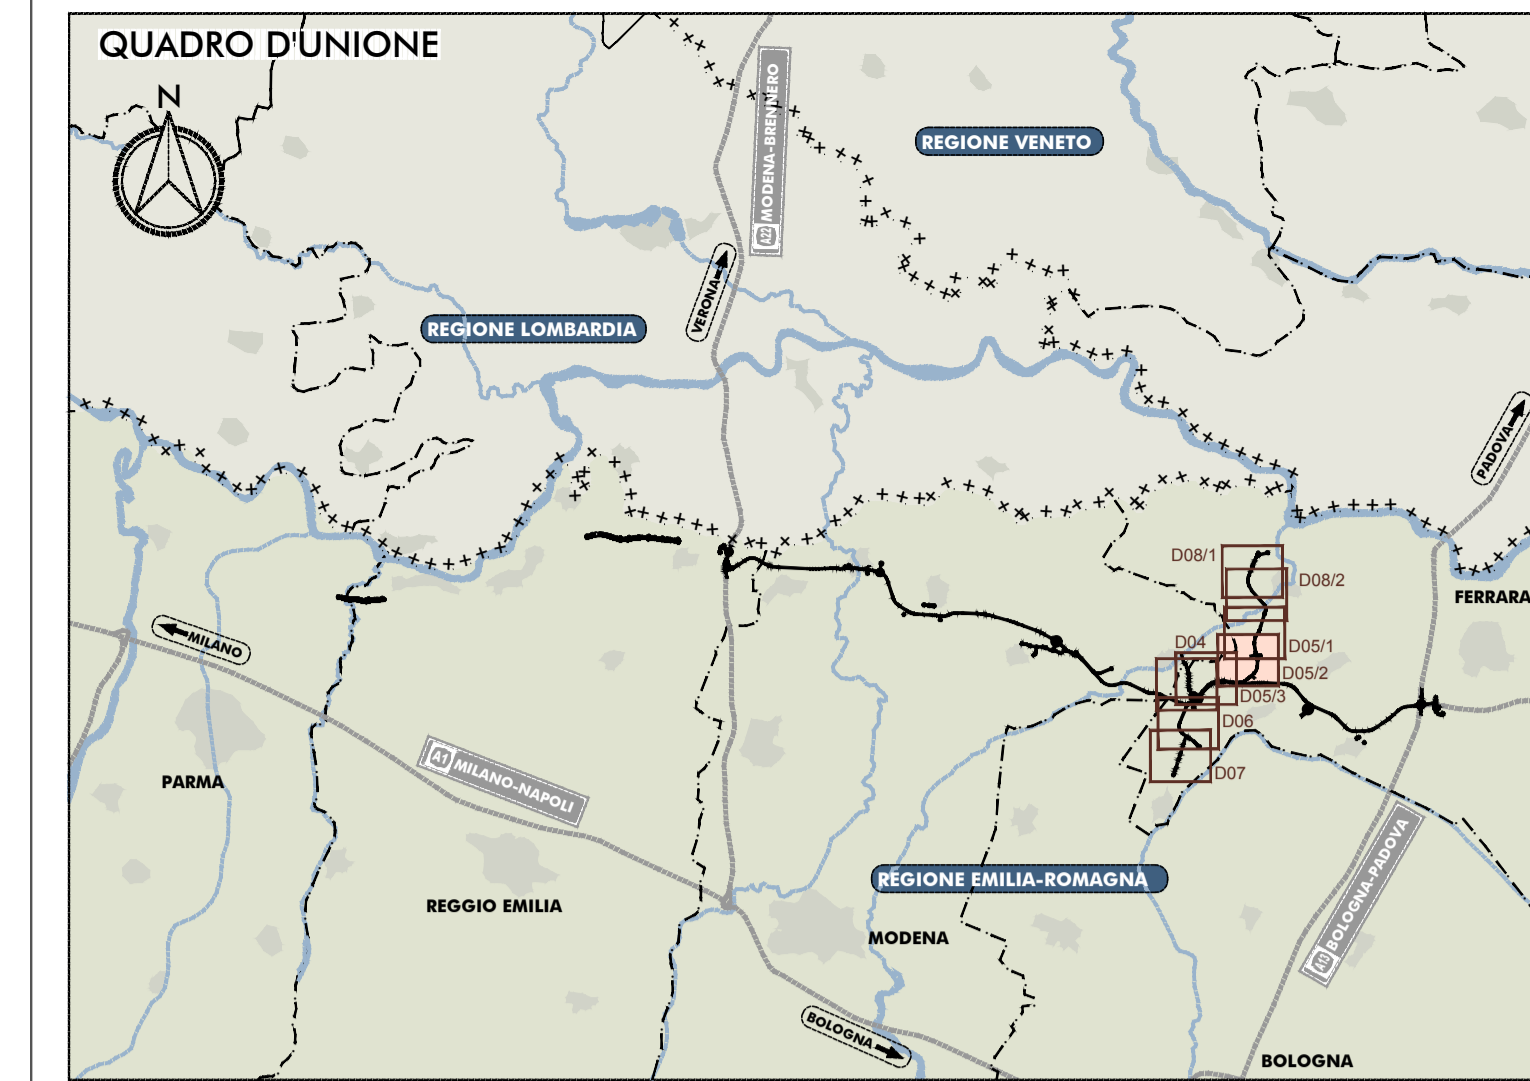 QUADRO D'UNIONE
N
A22 MODENA-BRENNERO
REGIONE VENETO
VERONA
REGIONE LOMBARDIA
PADOVA
D08/1
D08/2
FERRARA
MILANO
D04
D05/1
D05/2
D05/3
D06
D07
PARMA
A1 MILANO-NAPOLI
REGIONE EMILIA-ROMAGNA
A13 BOLOGNA-PADOVA
REGGIO EMILIA
MODENA
BOLOGNA
BOLOGNA